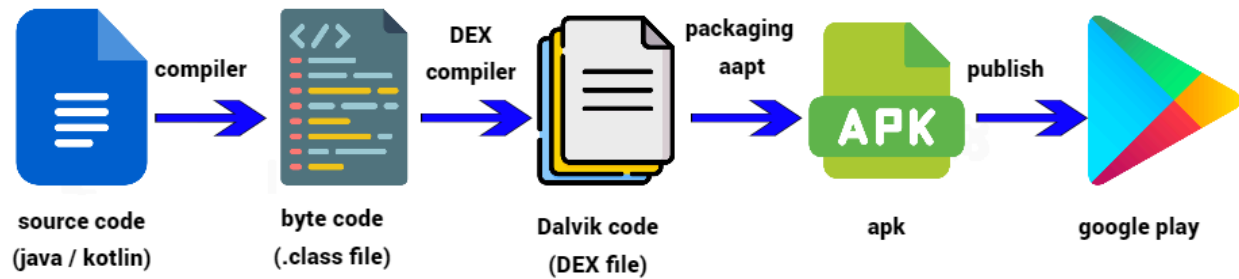 compiler
DEX
compiler
packaging
aapt
publish
</>
APK
source code
(java / kotlin)
byte code
(.class file)
Dalvik code
(DEX file)
apk
google play